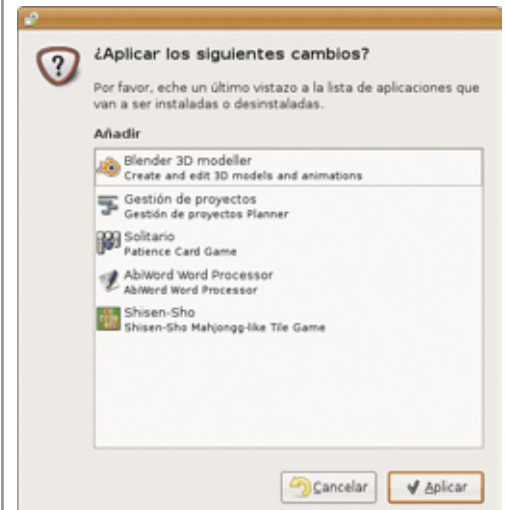 ¿Aplicar los siguientes cambios?
Por favor, eche un último vistazo a la lista de aplicaciones que
van a ser instaladas o desinstaladas.
Añadir
Blender 3D modeller
Create and edit 3D models and animations
Gestión de proyectos
Gestión de proyectos Planner
Solitario
Patience Card Game
AbiWord Word Processor
AbiWord Word Processor
Shisen-Sho
Shisen-Sho Mahjongg-like Tile Game
Cancelar
Aplicar